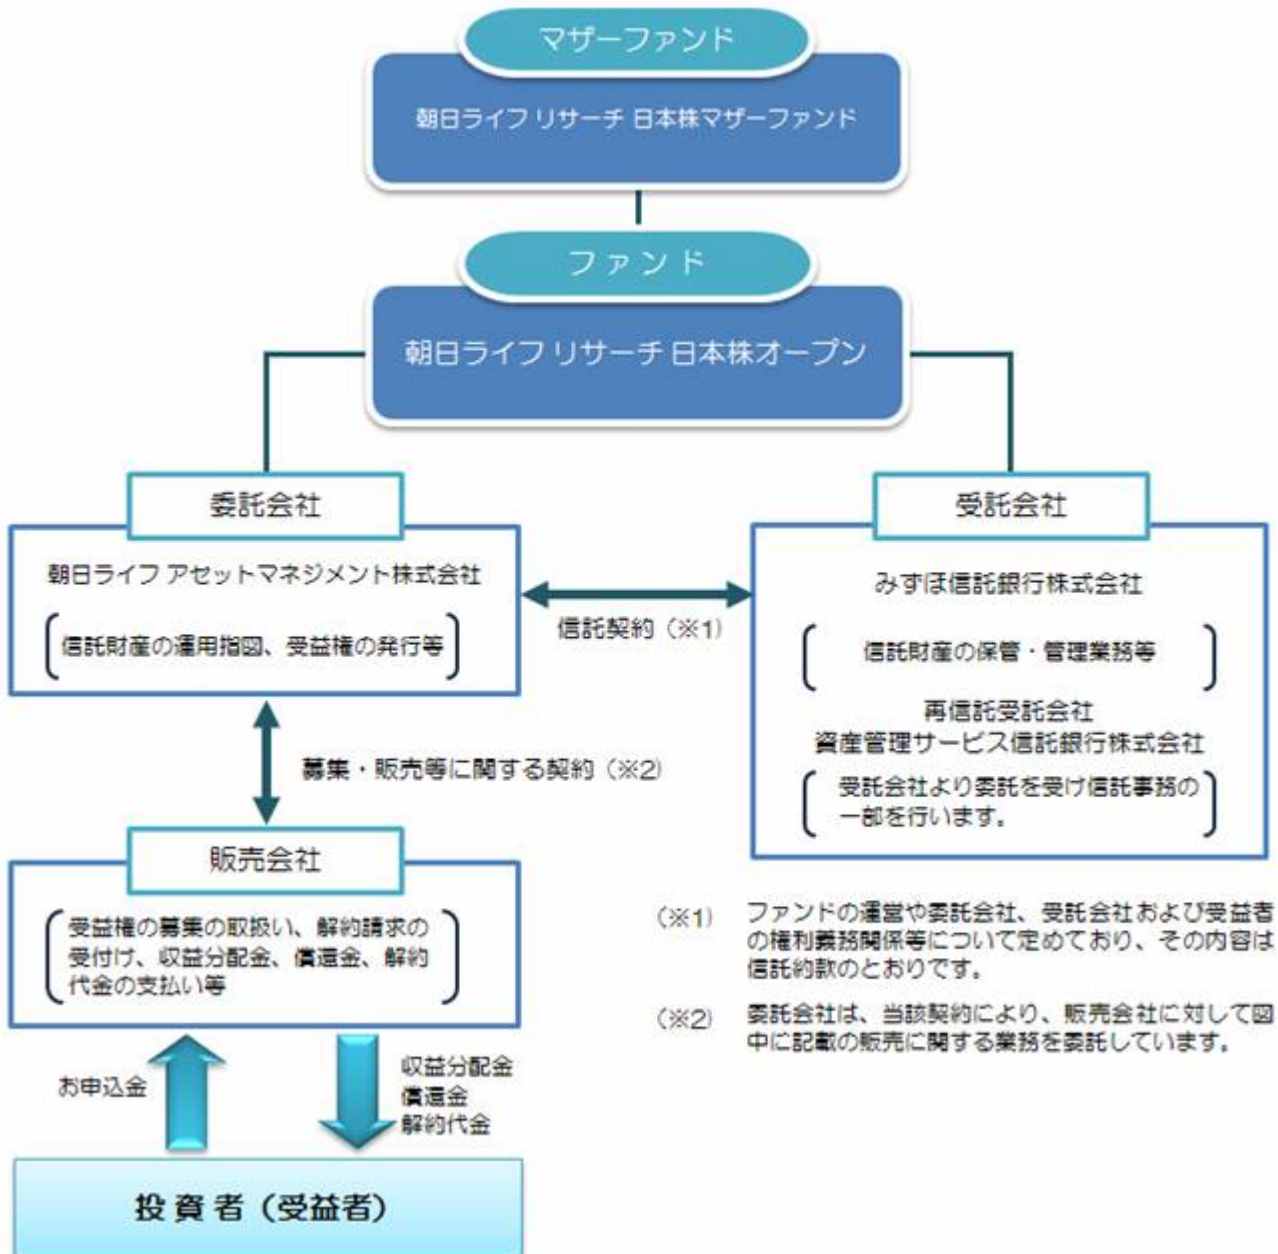 マザーファンド
朝日ライフ リサーチ 日本株マザーファンド
ファンド
朝日ライフ リサーチ 日本株オープン
委託会社
朝日ライフ アセットマネジメント株式会社
信託財産の運用指図、受益権の発行等
信託契約（※1）
受託会社
みずほ信託銀行株式会社
信託財産の保管・管理業務等
再信託受託会社
資産管理サービス信託銀行株式会社
受託会社より委託を受け信託事務の
一部を行います。
募集・販売等に関する契約（※2）
販売会社
受益権の募集の取扱い、解約請求の
受付け、収益分配金、償還金、解約
代金の支払い等
（※1） ファンドの運営や委託会社、受託会社および受益者
の権利義務関係等について定めており、その内容は
信託約款のとおりです。
（※2） 委託会社は、当該契約により、販売会社に対して図
中に記載の販売に関する業務を委託しています。
お申込金
収益分配金
償還金
解約代金
投資者（受益者）